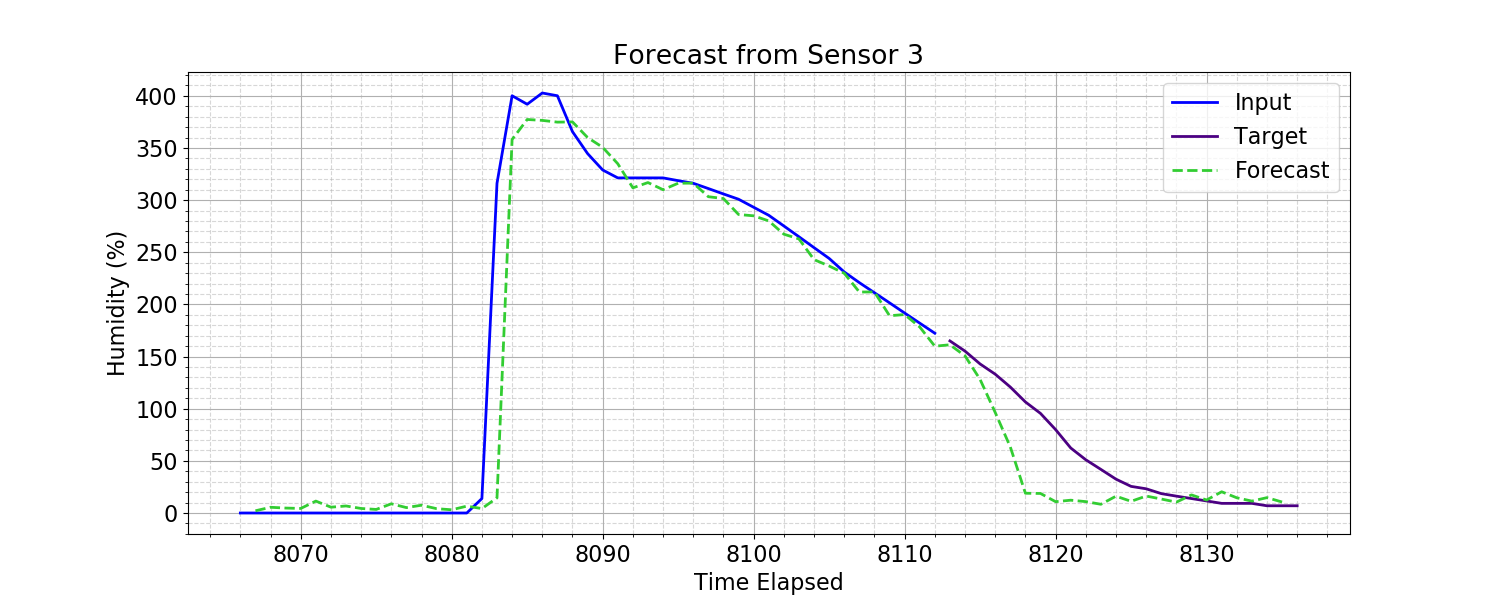 Forecast from Sensor 3
Humidity (%)
400
350
300
250
200
150
100
50
0
Input
Target
Forecast
8070 8080 8090 8100 8110 8120 8130
Time Elapsed